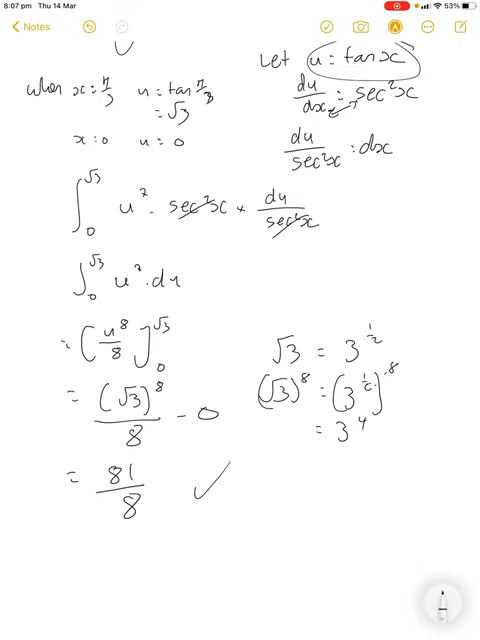 8:07 pm Thu 14 Mar
53%
Notes
Let u = tan x
when x = π/3 u = tan π/3
= √3
du/dx = sec²x
x = 0 u = 0
du/sec²x = dx
∫₀^√3 u⁷ · sec²x × du/sec²x
∫₀^√3 u⁷ · du
= [u⁸/8]₀^√3
√3 = 3^(1/2)
= (√3)⁸/8 - 0
(√3)⁸ = (3^(1/2))^8
= 3⁴
= 81/8 ✓